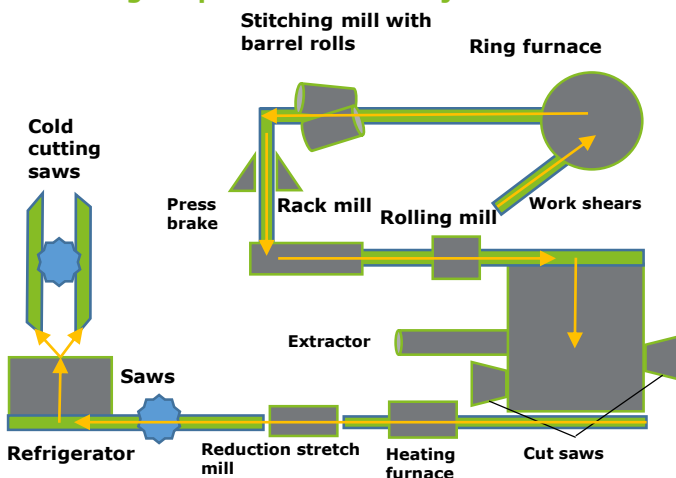 Stitching mill with
barrel rolls
Ring furnace
Cold
cutting
saws
Press
brake
Rack mill
Rolling mill
Work shears
Extractor
Saws
Refrigerator
Reduction stretch
mill
Heating
furnace
Cut saws